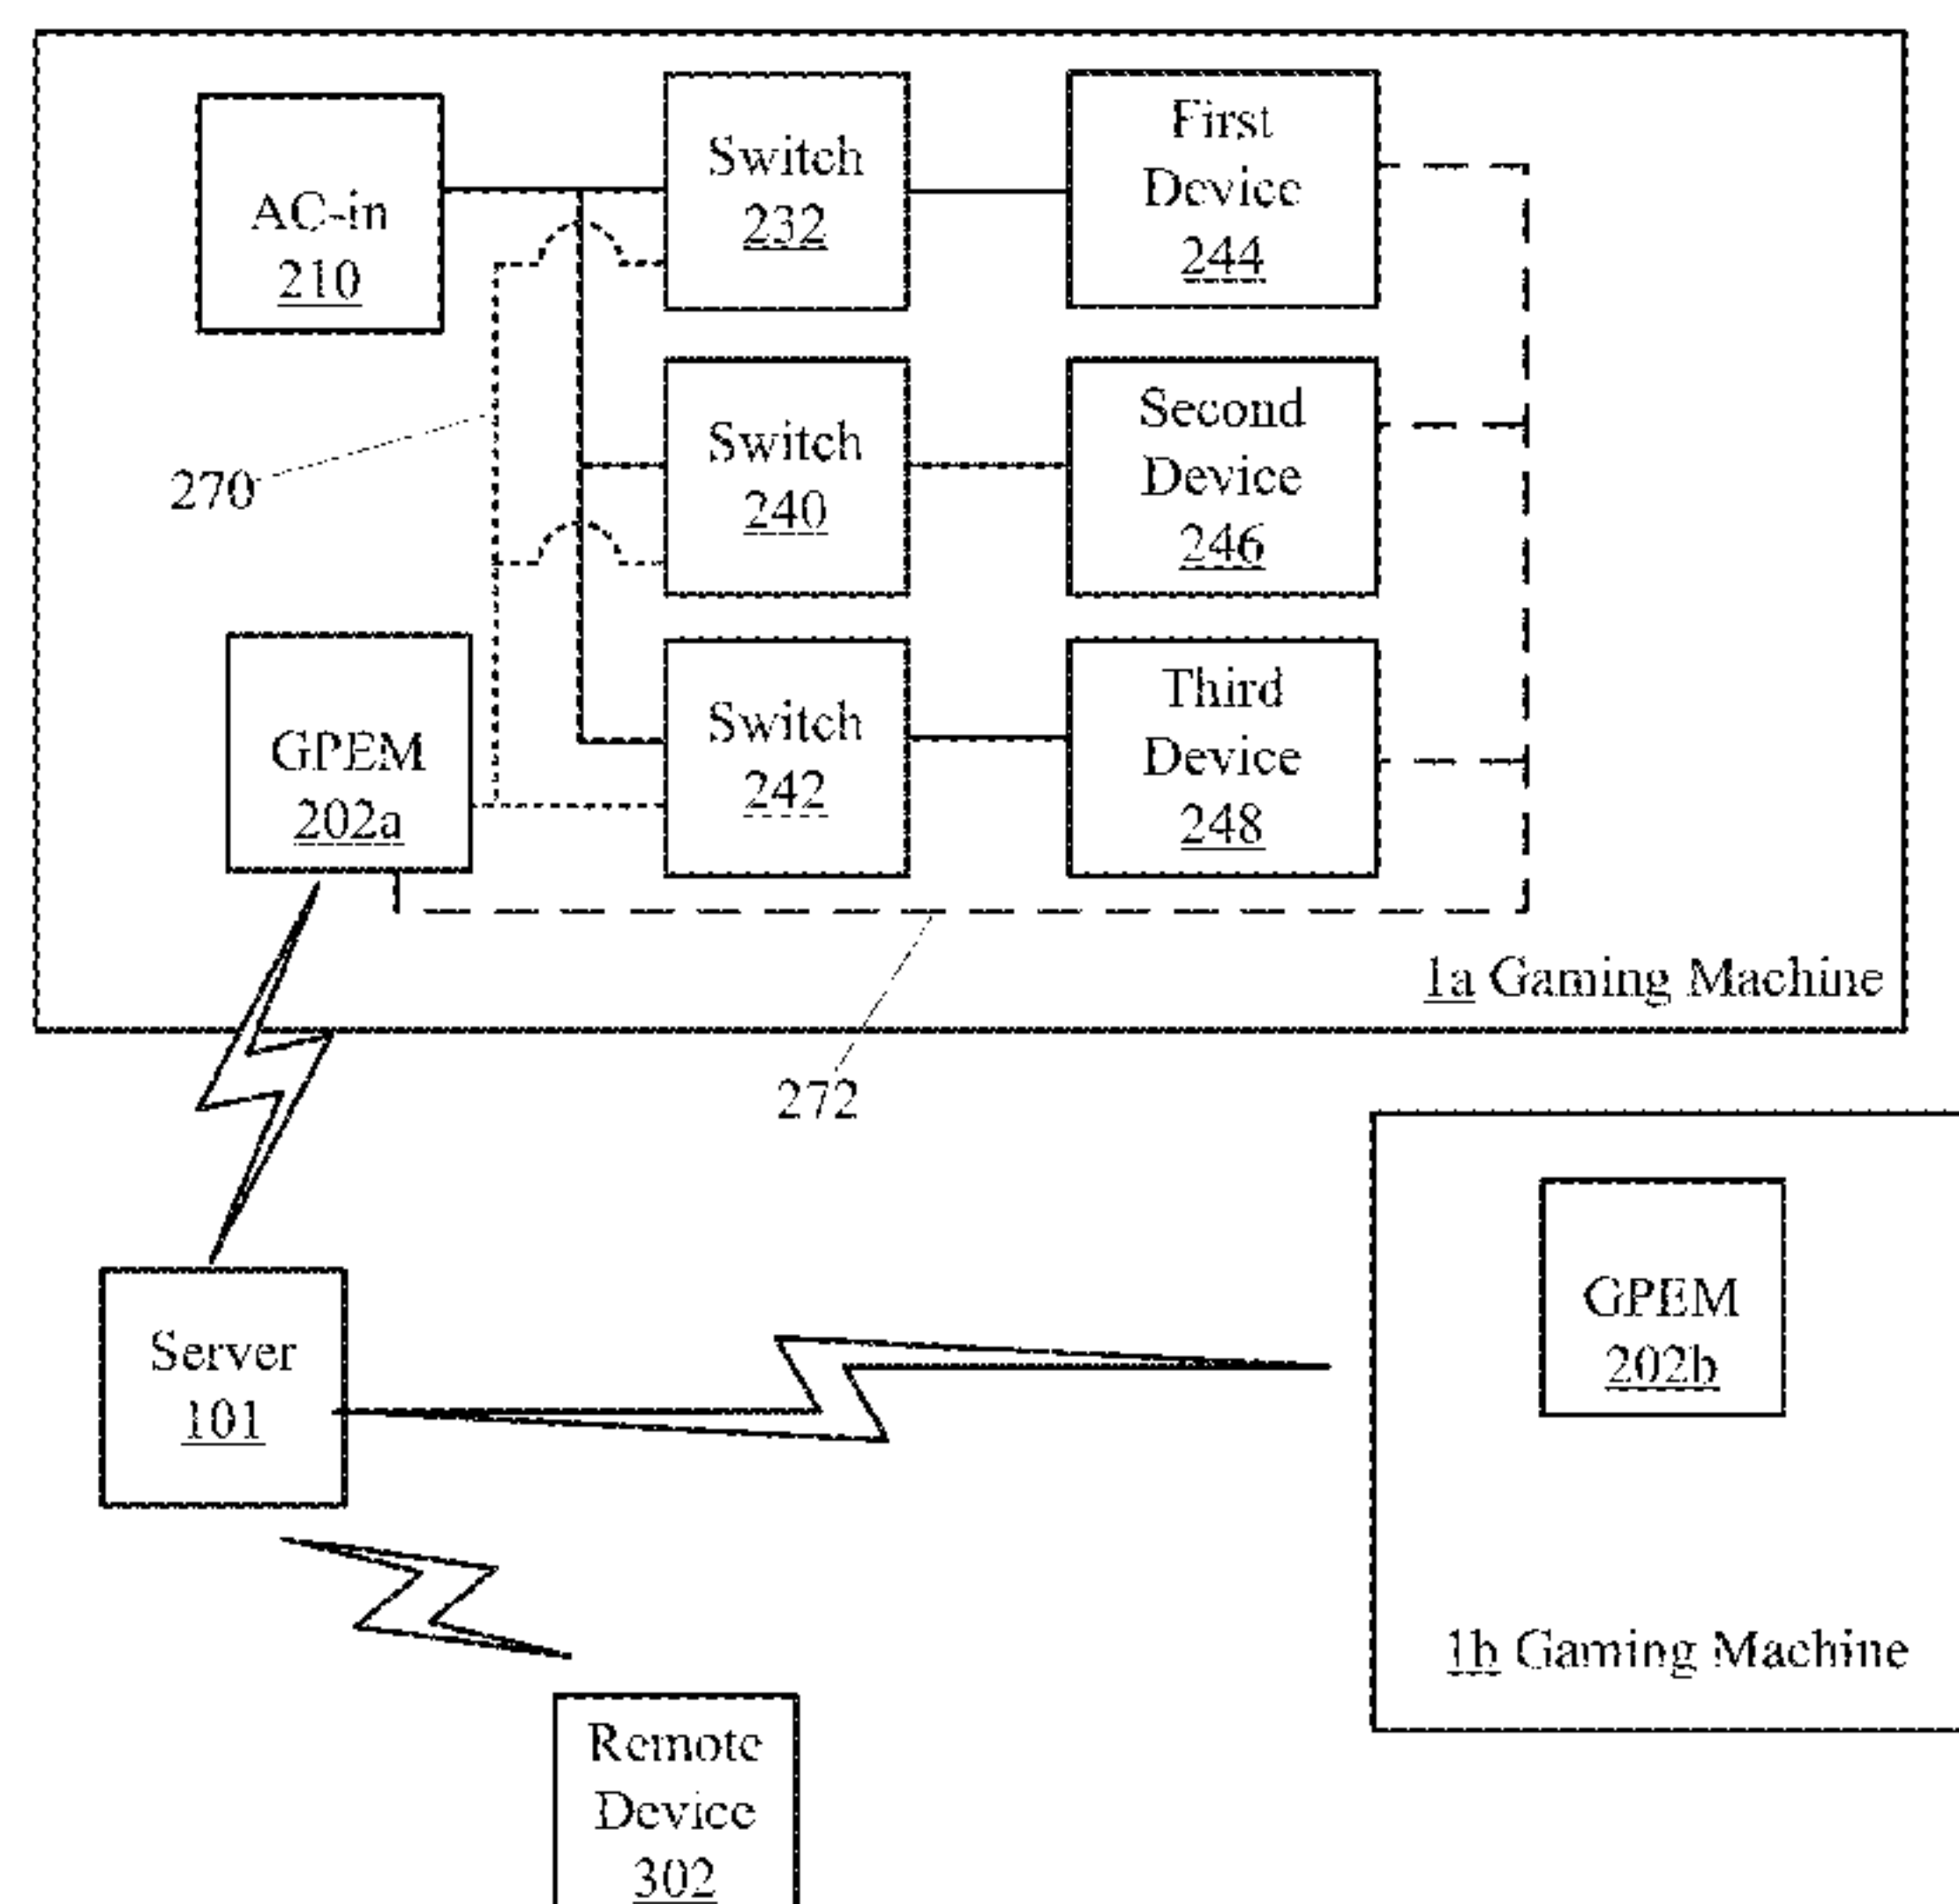 AC-in
210
Switch
232
First
Device
244
270
Switch
240
Second
Device
246
GPEM
202a
Switch
242
Third
Device
248
1a Gaming Machine
272
Server
101
GPEM
202b
1b Gaming Machine
Remote
Device
302